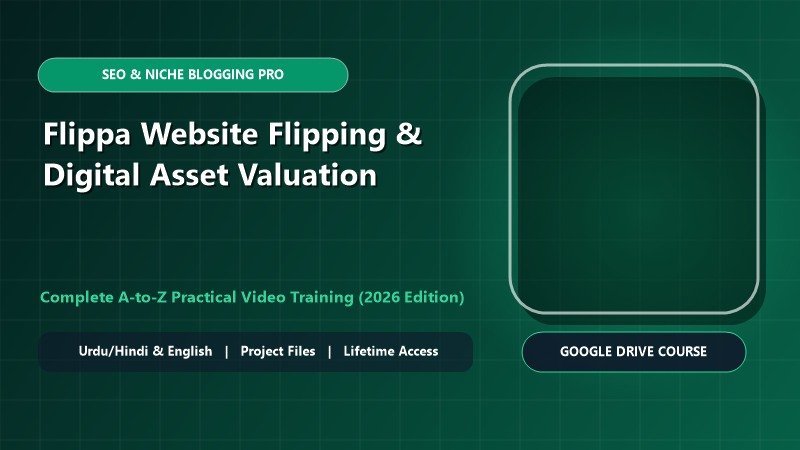 SEO & NICHE BLOGGING PRO
Flippa Website Flipping &
Digital Asset Valuation
Complete A-to-Z Practical Video Training (2026 Edition)
Urdu/Hindi & English | Project Files | Lifetime Access
GOOGLE DRIVE COURSE